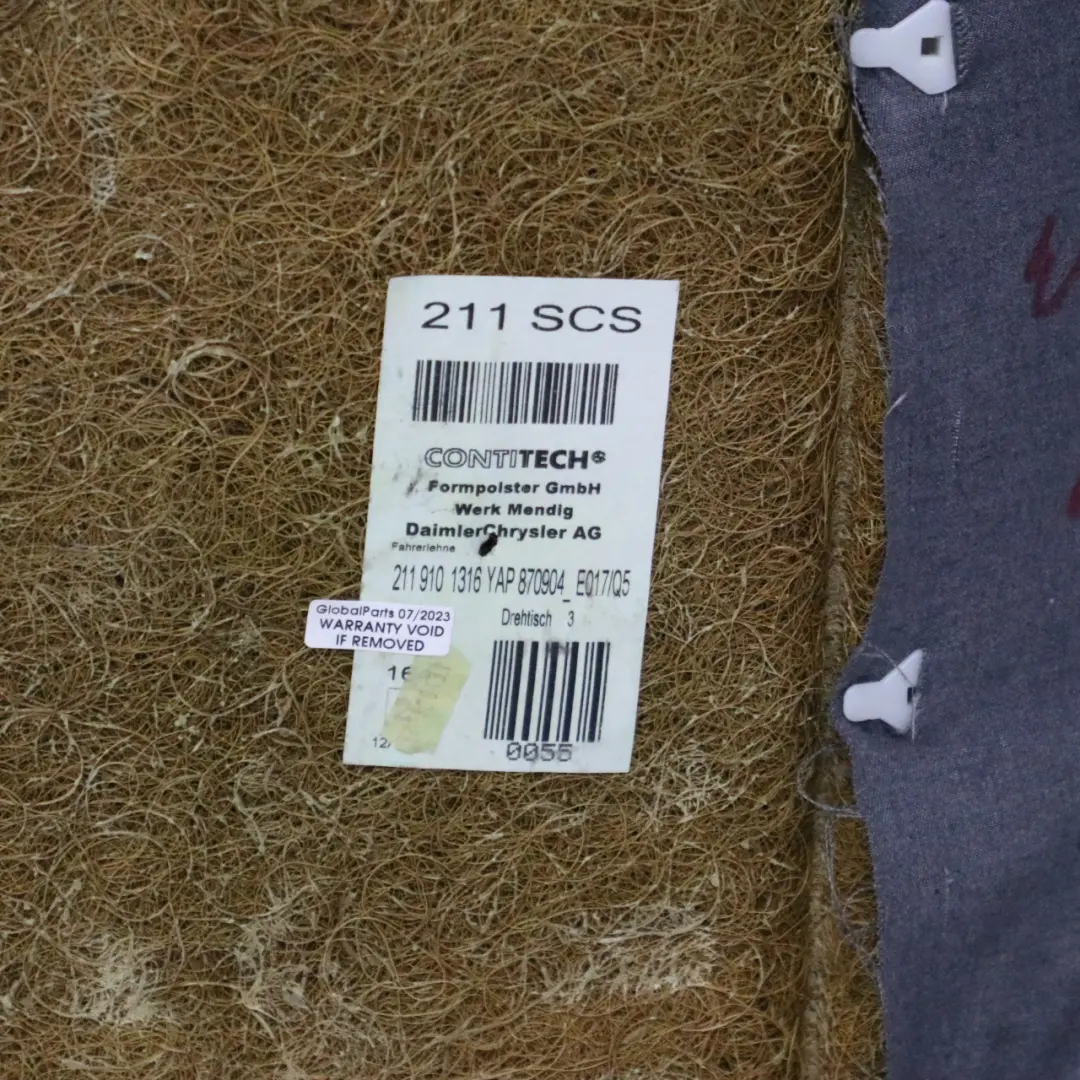 211 SCS
CONTITECH
Formpolster GmbH
Werk Mendig
DaimlerChrysler AG
Fahrerlehne
211 910 1316 YAP 870904_E017/Q5
Drehtisch 3
GlobalParts 07/2023
WARRANTY VOID
IF REMOVED
0055